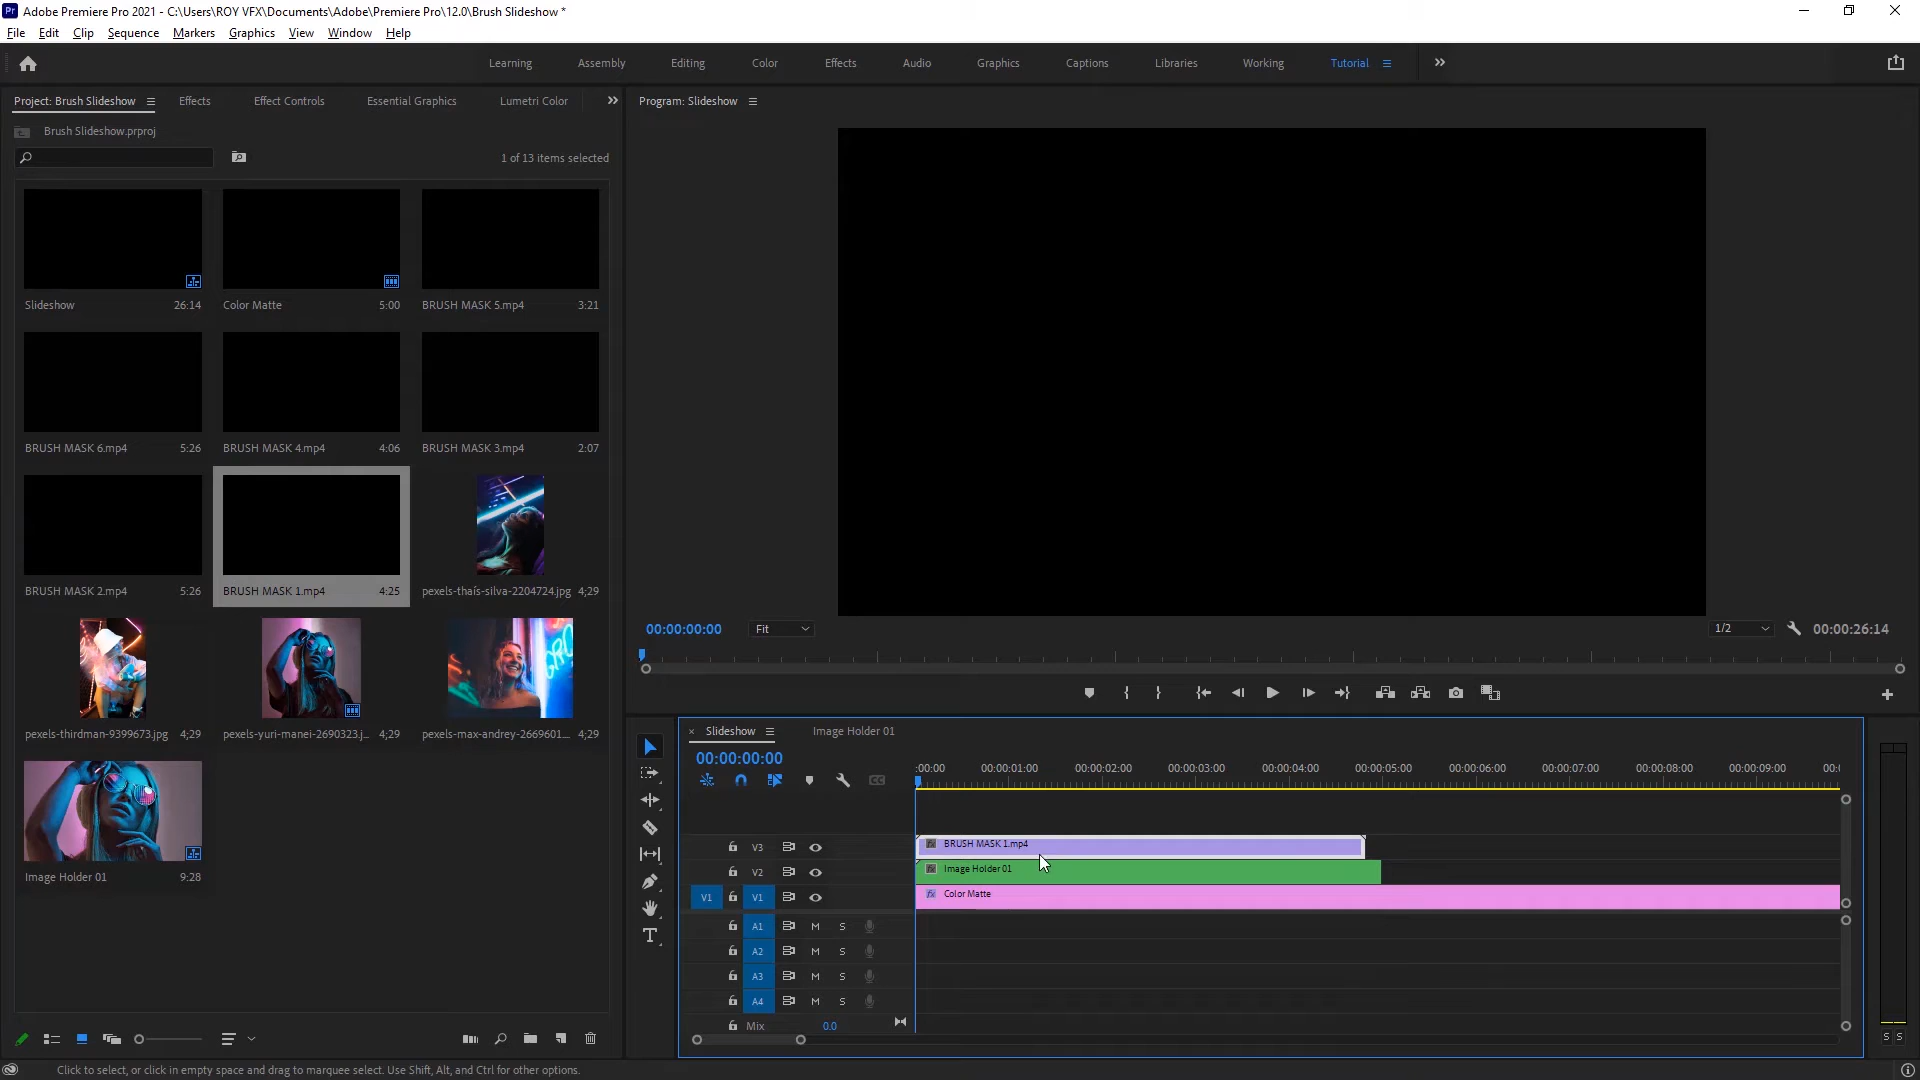 Pr Adobe Premiere Pro 2021 - C:\Users\ROY VFX\Documents\Adobe\Premiere Pro\12.0\Brush Slideshow *
File Edit Clip Sequence Markers Graphics View Window Help
Learning Assembly Editing Color Effects Audio Graphics Captions Libraries Working Tutorial
Project: Brush Slideshow Effects Effect Controls Essential Graphics Lumetri Color
Program: Slideshow
Brush Slideshow.prproj
1 of 13 items selected
Slideshow 26:14 Color Matte 5:00 BRUSH MASK 5.mp4 3:21
BRUSH MASK 6.mp4 5:26 BRUSH MASK 4.mp4 4:06 BRUSH MASK 3.mp4 2:07
BRUSH MASK 2.mp4 5:26 BRUSH MASK 1.mp4 4:25 pexels-thaís-silva-2204724.jpg 4;29
pexels-thirdman-9399673.jpg 4;29 pexels-yuri-manei-2690323.j... 4;29 pexels-max-andrey-2669601... 4;29
Image Holder 01 9:28
00:00:00:00 Fit 1/2 00:00:26:14
Slideshow Image Holder 01
00:00:00:00
:00:00 00:00:01:00 00:00:02:00 00:00:03:00 00:00:04:00 00:00:05:00 00:00:06:00 00:00:07:00 00:00:08:00 00:00:09:00 00:0
V3 BRUSH MASK 1.mp4
V2 Image Holder 01
V1 V1 Color Matte
A1 M S
A2 M S
A3 M S
A4 M S
Mix 0.0
S S
Click to select, or click in empty space and drag to marquee select. Use Shift, Alt, and Ctrl for other options.